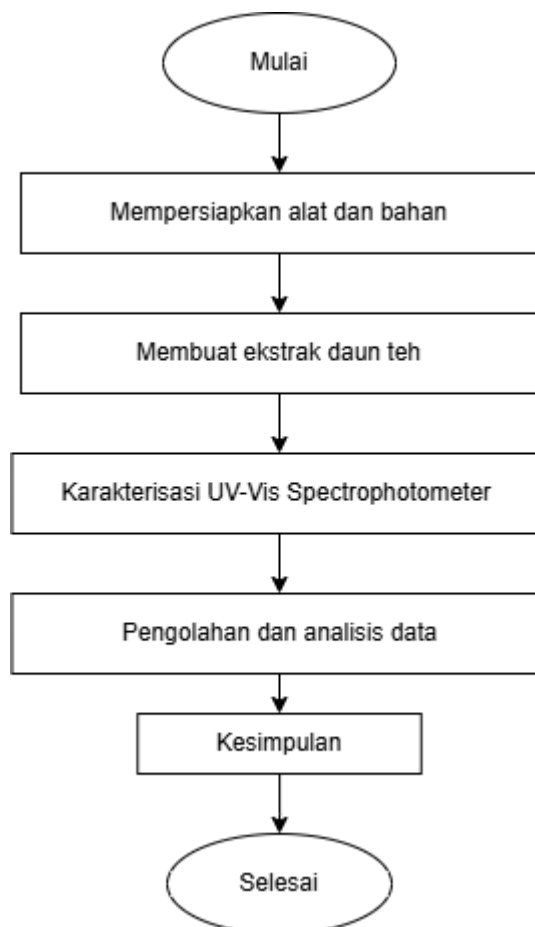 Mulai
Mempersiapkan alat dan bahan
Membuat ekstrak daun teh
Karakterisasi UV-Vis Spectrophotometer
Pengolahan dan analisis data
Kesimpulan
Selesai